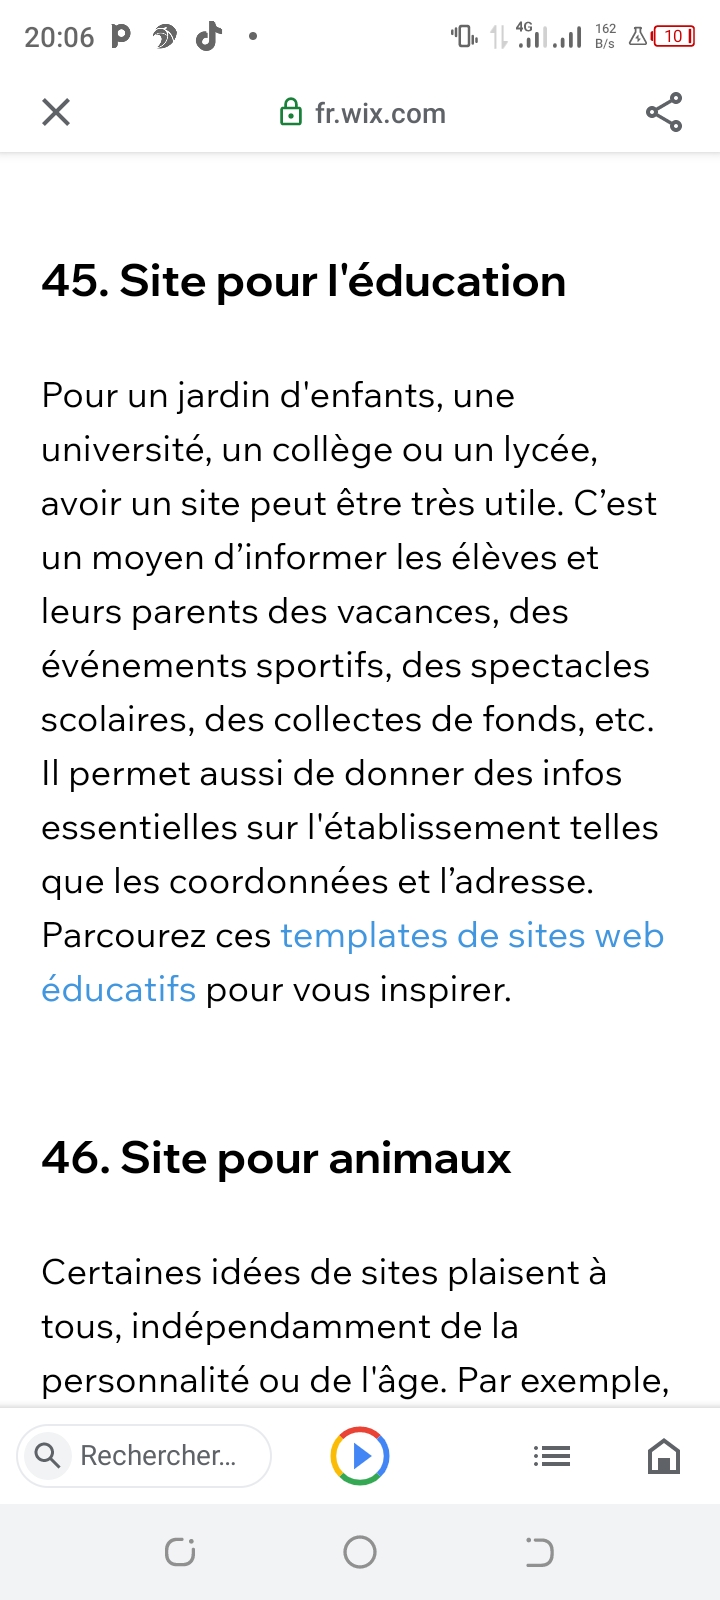 20:06
4G
162
B/s
10
fr.wix.com
45. Site pour l'éducation
Pour un jardin d'enfants, une
université, un collège ou un lycée,
avoir un site peut être très utile. C’est
un moyen d’informer les élèves et
leurs parents des vacances, des
événements sportifs, des spectacles
scolaires, des collectes de fonds, etc.
Il permet aussi de donner des infos
essentielles sur l'établissement telles
que les coordonnées et l’adresse.
Parcourez ces templates de sites web
éducatifs pour vous inspirer.
46. Site pour animaux
Certaines idées de sites plaisent à
tous, indépendamment de la
personnalité ou de l'âge. Par exemple,
Rechercher...